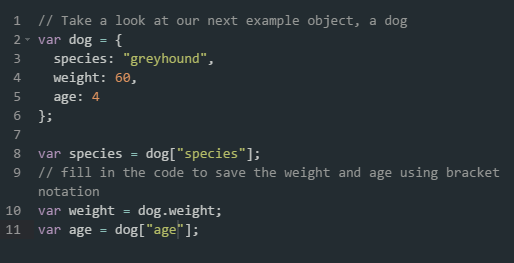 1 // Take a look at our next example object, a dog
2 var dog = {
3 species: "greyhound",
4 weight: 60,
5 age: 4
6 };
7
8 var species = dog["species"];
9 // fill in the code to save the weight and age using bracket
notation
10 var weight = dog.weight;
11 var age = dog["age"];